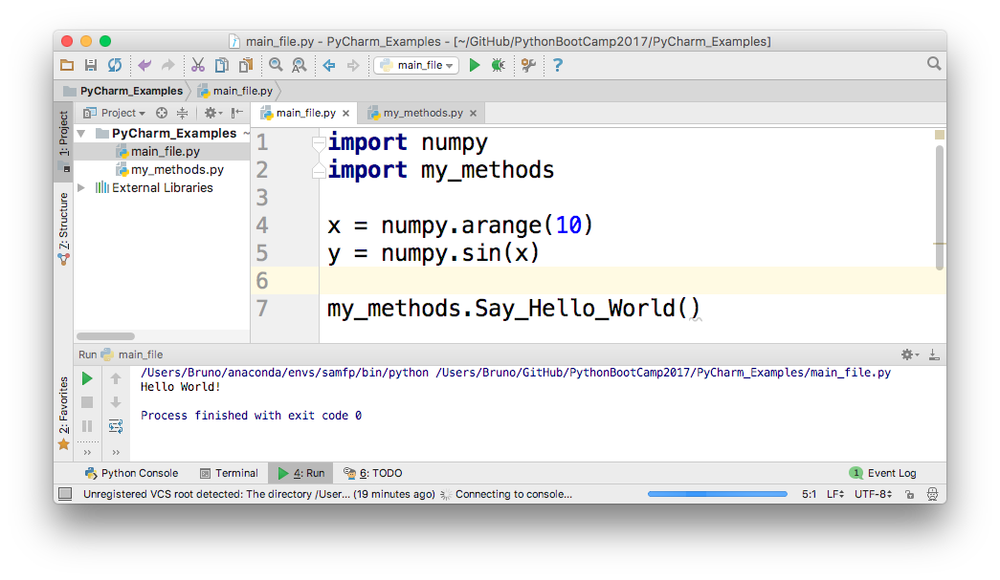 main_file.py - PyCharm_Examples - [~/GitHub/PythonBootCamp2017/PyCharm_Examples]
main_file
PyCharm_Examples main_file.py
1: Project
Project
main_file.py
my_methods.py
PyCharm_Examples ~
main_file.py
my_methods.py
External Libraries
Z: Structure
1 import numpy
2 import my_methods
3
4 x = numpy.arange(10)
5 y = numpy.sin(x)
6
7 my_methods.Say_Hello_World()
2: Favorites
Run main_file
/Users/Bruno/anaconda/envs/samfp/bin/python /Users/Bruno/GitHub/PythonBootCamp2017/PyCharm_Examples/main_file.py
Hello World!
Process finished with exit code 0
Python Console Terminal 4: Run 6: TODO 1 Event Log
Unregistered VCS root detected: The directory /User... (19 minutes ago) Connecting to console... 5:1 LF UTF-8